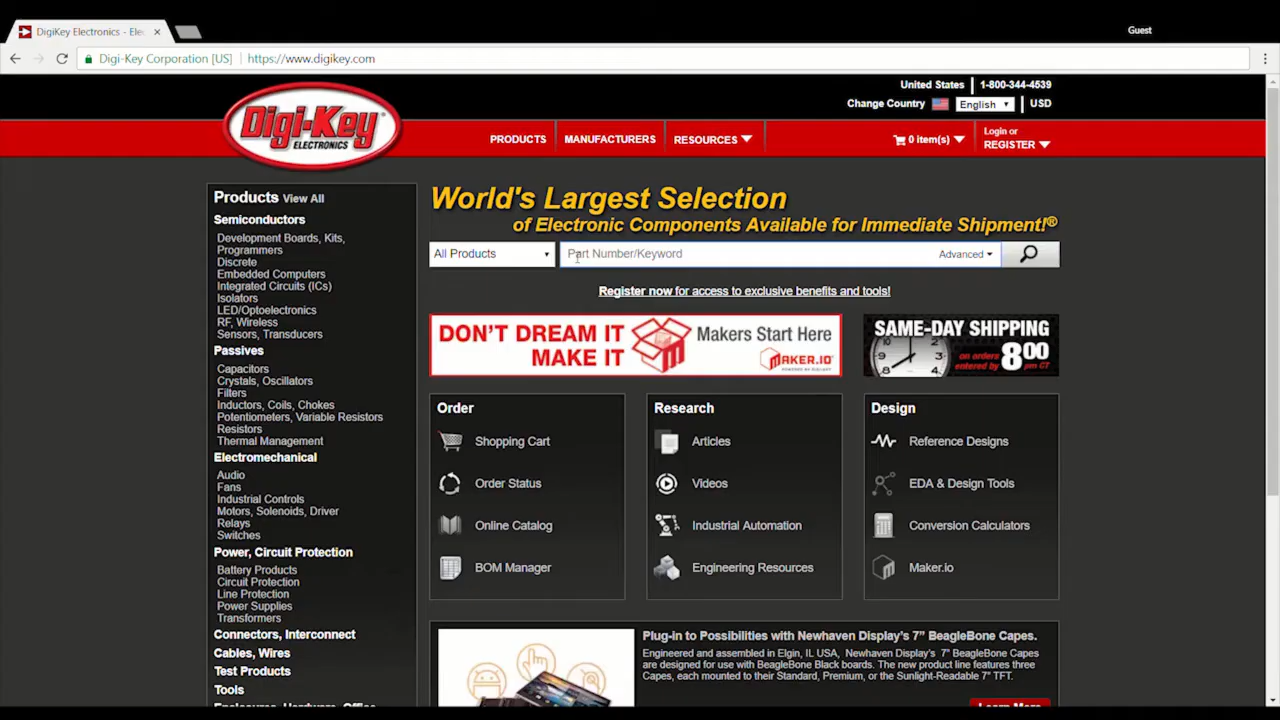 DigiKey Electronics - Ele
Guest
Digi-Key Corporation [US]
https://www.digikey.com
United States
1-800-344-4539
Change Country
English
USD
Digi-Key
ELECTRONICS
PRODUCTS
MANUFACTURERS
RESOURCES
0 item(s)
Login or
REGISTER
Products View All
Semiconductors
Development Boards, Kits,
Programmers
Discrete
Embedded Computers
Integrated Circuits (ICs)
Isolators
LED/Optoelectronics
RF, Wireless
Sensors, Transducers
Passives
Capacitors
Crystals, Oscillators
Filters
Inductors, Coils, Chokes
Potentiometers, Variable Resistors
Resistors
Thermal Management
Electromechanical
Audio
Fans
Industrial Controls
Motors, Solenoids, Driver
Relays
Switches
Power, Circuit Protection
Battery Products
Circuit Protection
Line Protection
Power Supplies
Transformers
Connectors, Interconnect
Cables, Wires
Test Products
Tools
World's Largest Selection
of Electronic Components Available for Immediate Shipment!®
All Products
Part Number/Keyword
Advanced
Register now for access to exclusive benefits and tools!
DON'T DREAM IT
MAKE IT
Makers Start Here
MAKER.IO
SAME-DAY SHIPPING
on orders
entered by
8:00
pm CT
Order
Shopping Cart
Order Status
Online Catalog
BOM Manager
Research
Articles
Videos
Industrial Automation
Engineering Resources
Design
Reference Designs
EDA & Design Tools
Conversion Calculators
Maker.io
Plug-in to Possibilities with Newhaven Display's 7” BeagleBone Capes.
Engineered and assembled in Elgin, IL USA, Newhaven Display's 7" BeagleBone Capes
are designed for use with BeagleBone Black boards. The new product line features three
Capes, each mounted to their Standard, Premium, or the Sunlight-Readable 7" TFT.